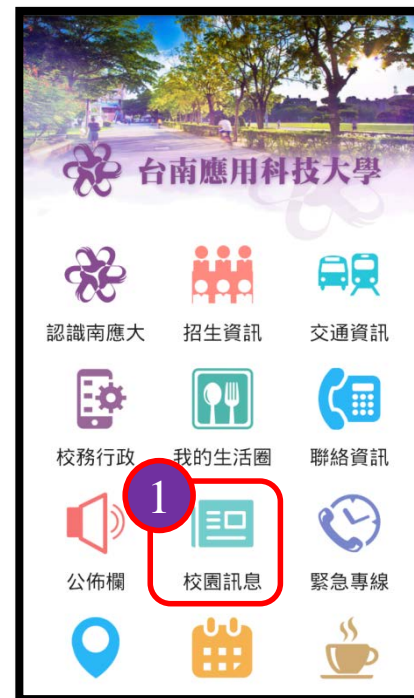 台南應用科技大學
認識南應大 招生資訊 交通資訊
校務行政 我的生活圈 聯絡資訊
1
公佈欄 校園訊息 緊急專線